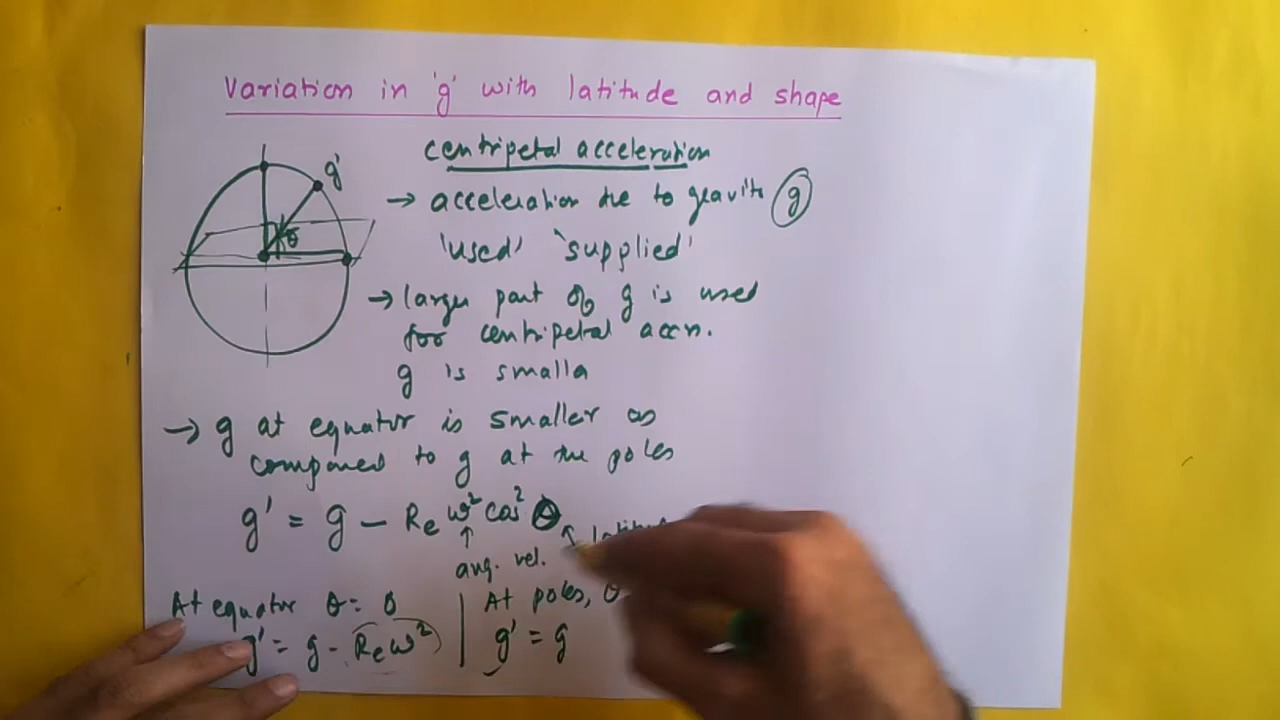 Variation in 'g' with latitude and shape
centripetal acceleration
g'
θ
→ acceleration due to gravity g
'used' 'supplied'
→ larger part of g is used
for centripetal accn.
g is smaller
→ g at equator is smaller as
compared to g at the poles
g' = g - Re ω² cos² θ
↑ ↑
ang. vel.
At equator θ = 0
g' = g - Reω²
At poles, θ
g' = g